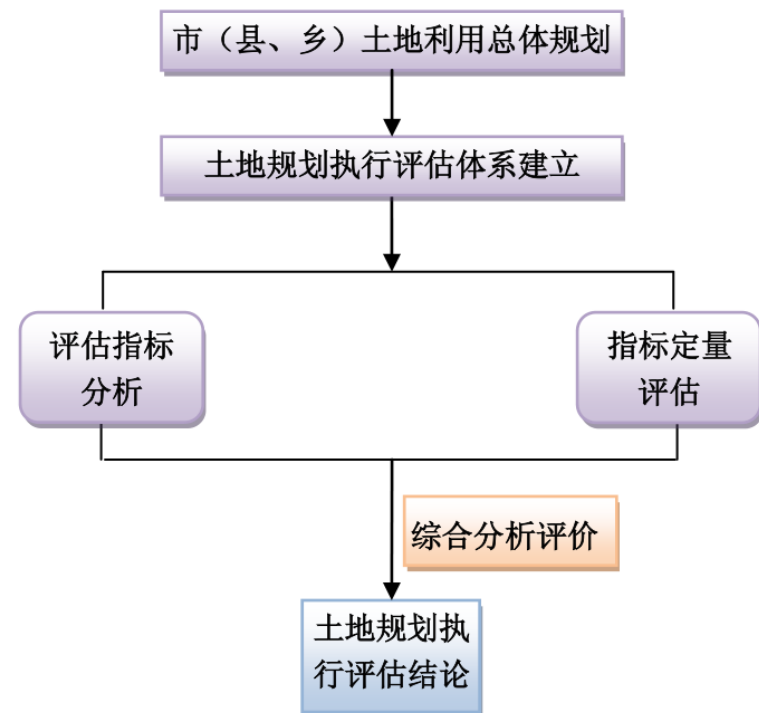 市（县、乡）土地利用总体规划
土地规划执行评估体系建立
评估指标
分析
指标定量
评估
综合分析评价
土地规划执
行评估结论